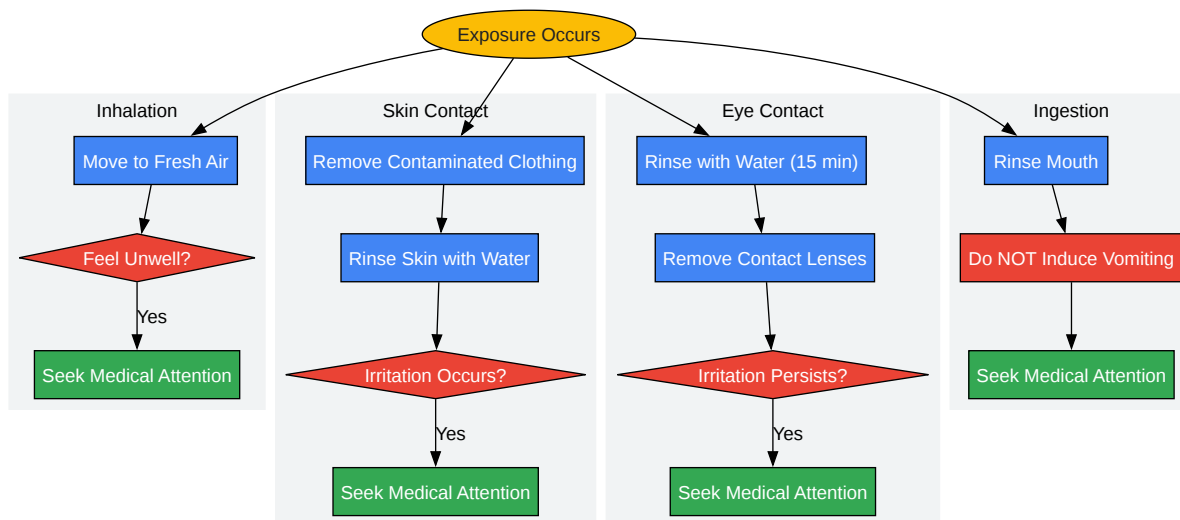 Exposure Occurs
Inhalation
Skin Contact
Eye Contact
Ingestion
Move to Fresh Air
Remove Contaminated Clothing
Rinse with Water (15 min)
Rinse Mouth
Feel Unwell?
Rinse Skin with Water
Remove Contact Lenses
Do NOT Induce Vomiting
Yes
Seek Medical Attention
Irritation Occurs?
Irritation Persists?
Seek Medical Attention
Yes
Yes
Seek Medical Attention
Seek Medical Attention